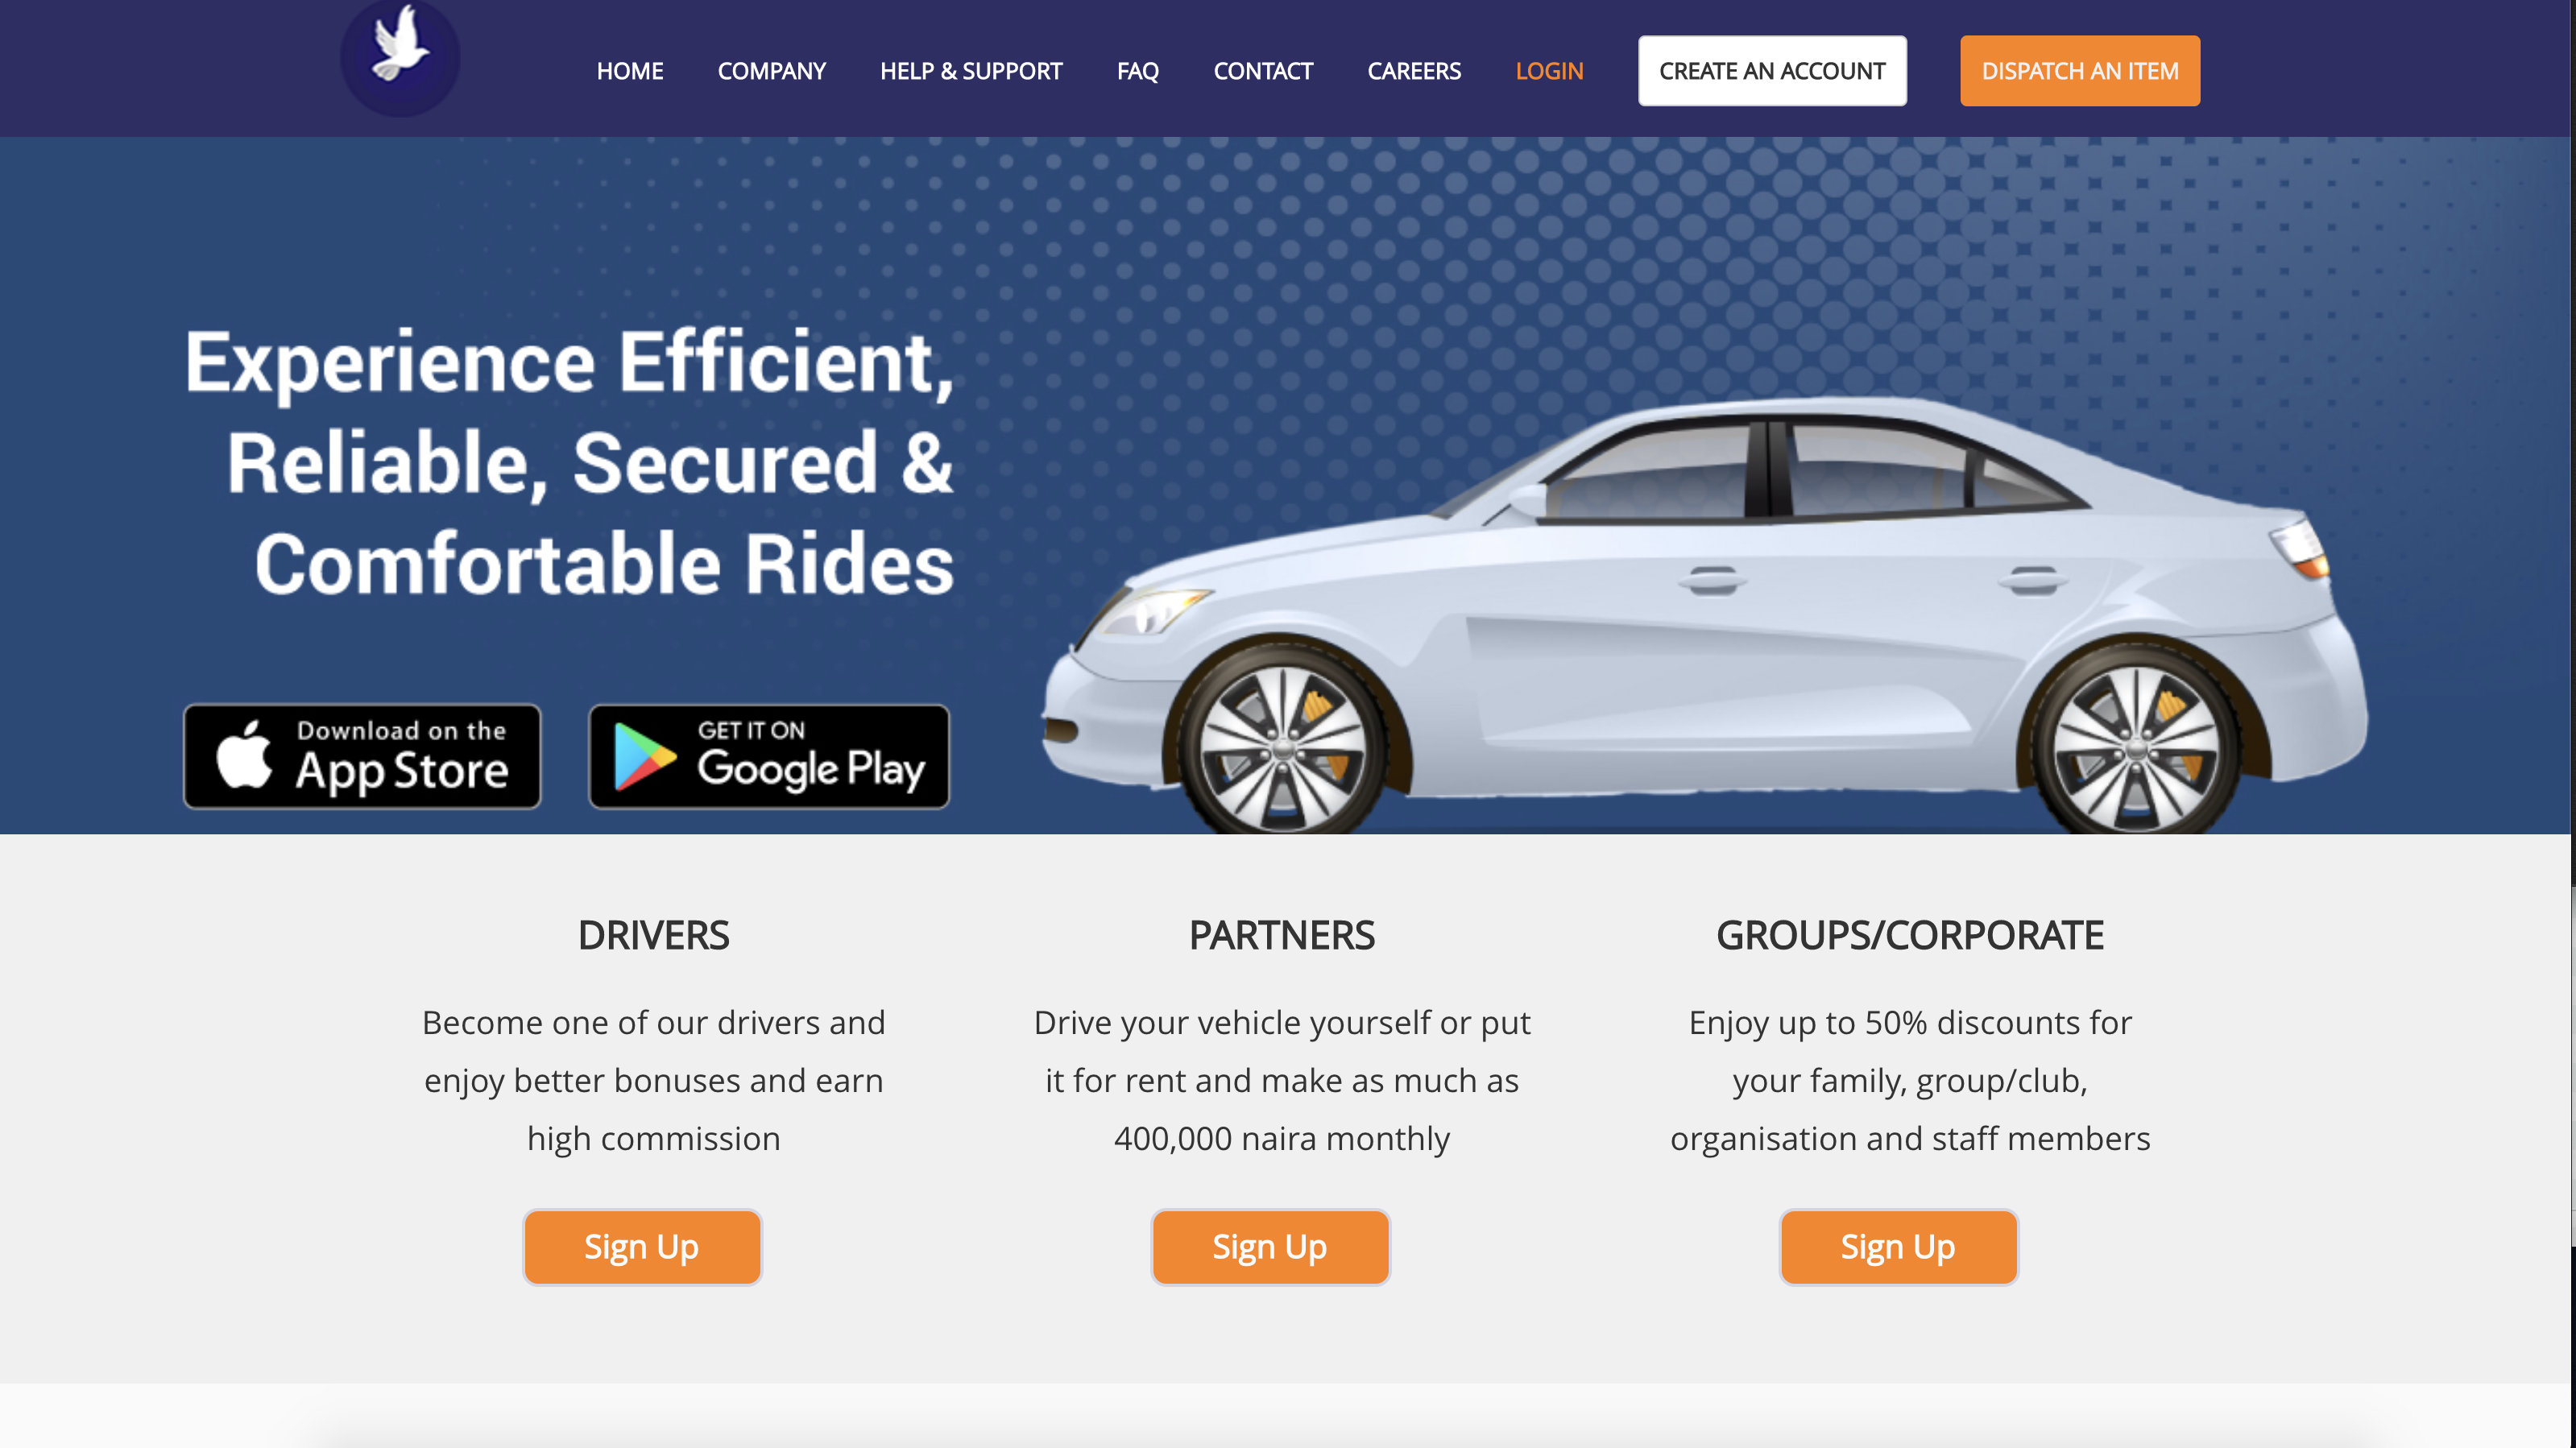 HOME COMPANY HELP & SUPPORT FAQ CONTACT CAREERS LOGIN CREATE AN ACCOUNT DISPATCH AN ITEM
Experience Efficient,
Reliable, Secured &
Comfortable Rides
Download on the
App Store
GET IT ON
Google Play
DRIVERS
Become one of our drivers and
enjoy better bonuses and earn
high commission
Sign Up
PARTNERS
Drive your vehicle yourself or put
it for rent and make as much as
400,000 naira monthly
Sign Up
GROUPS/CORPORATE
Enjoy up to 50% discounts for
your family, group/club,
organisation and staff members
Sign Up